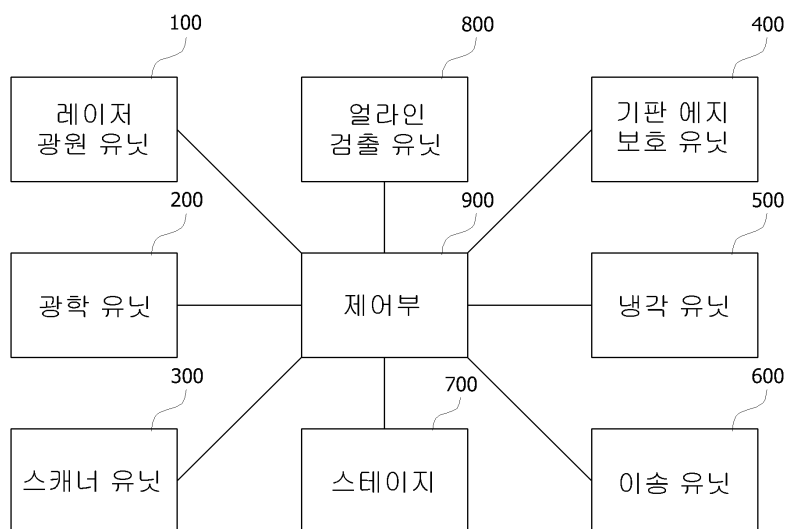 100
800
400
레이저
광원 유닛
얼라인
검출 유닛
기판 에지
보호 유닛
200
900
500
광학 유닛
제어부
냉각 유닛
300
700
600
스캐너 유닛
스테이지
이송 유닛